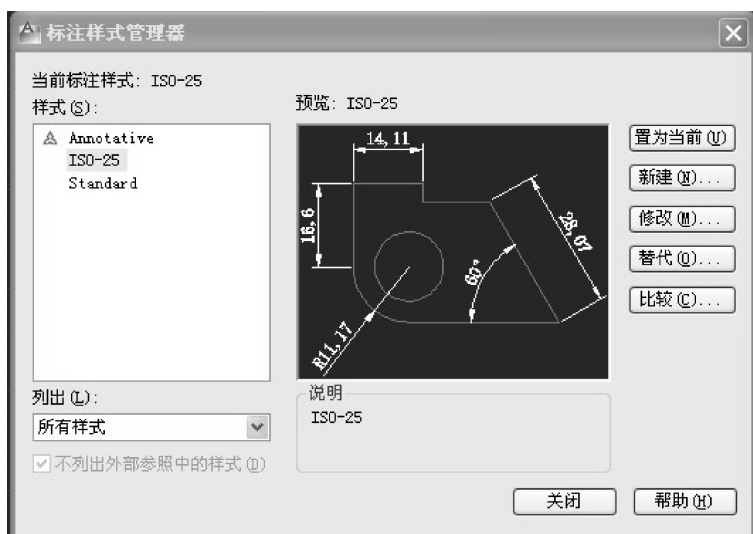 标注样式管理器
当前标注样式: ISO-25
样式(S):
Annotative
ISO-25
Standard
预览: ISO-25
14,11
16,6
28,07
60°
R11,17
置为当前(U)
新建(N)...
修改(M)...
替代(O)...
比较(C)...
列出(L):
所有样式
不列出外部参照中的样式(D)
说明
ISO-25
关闭
帮助(H)